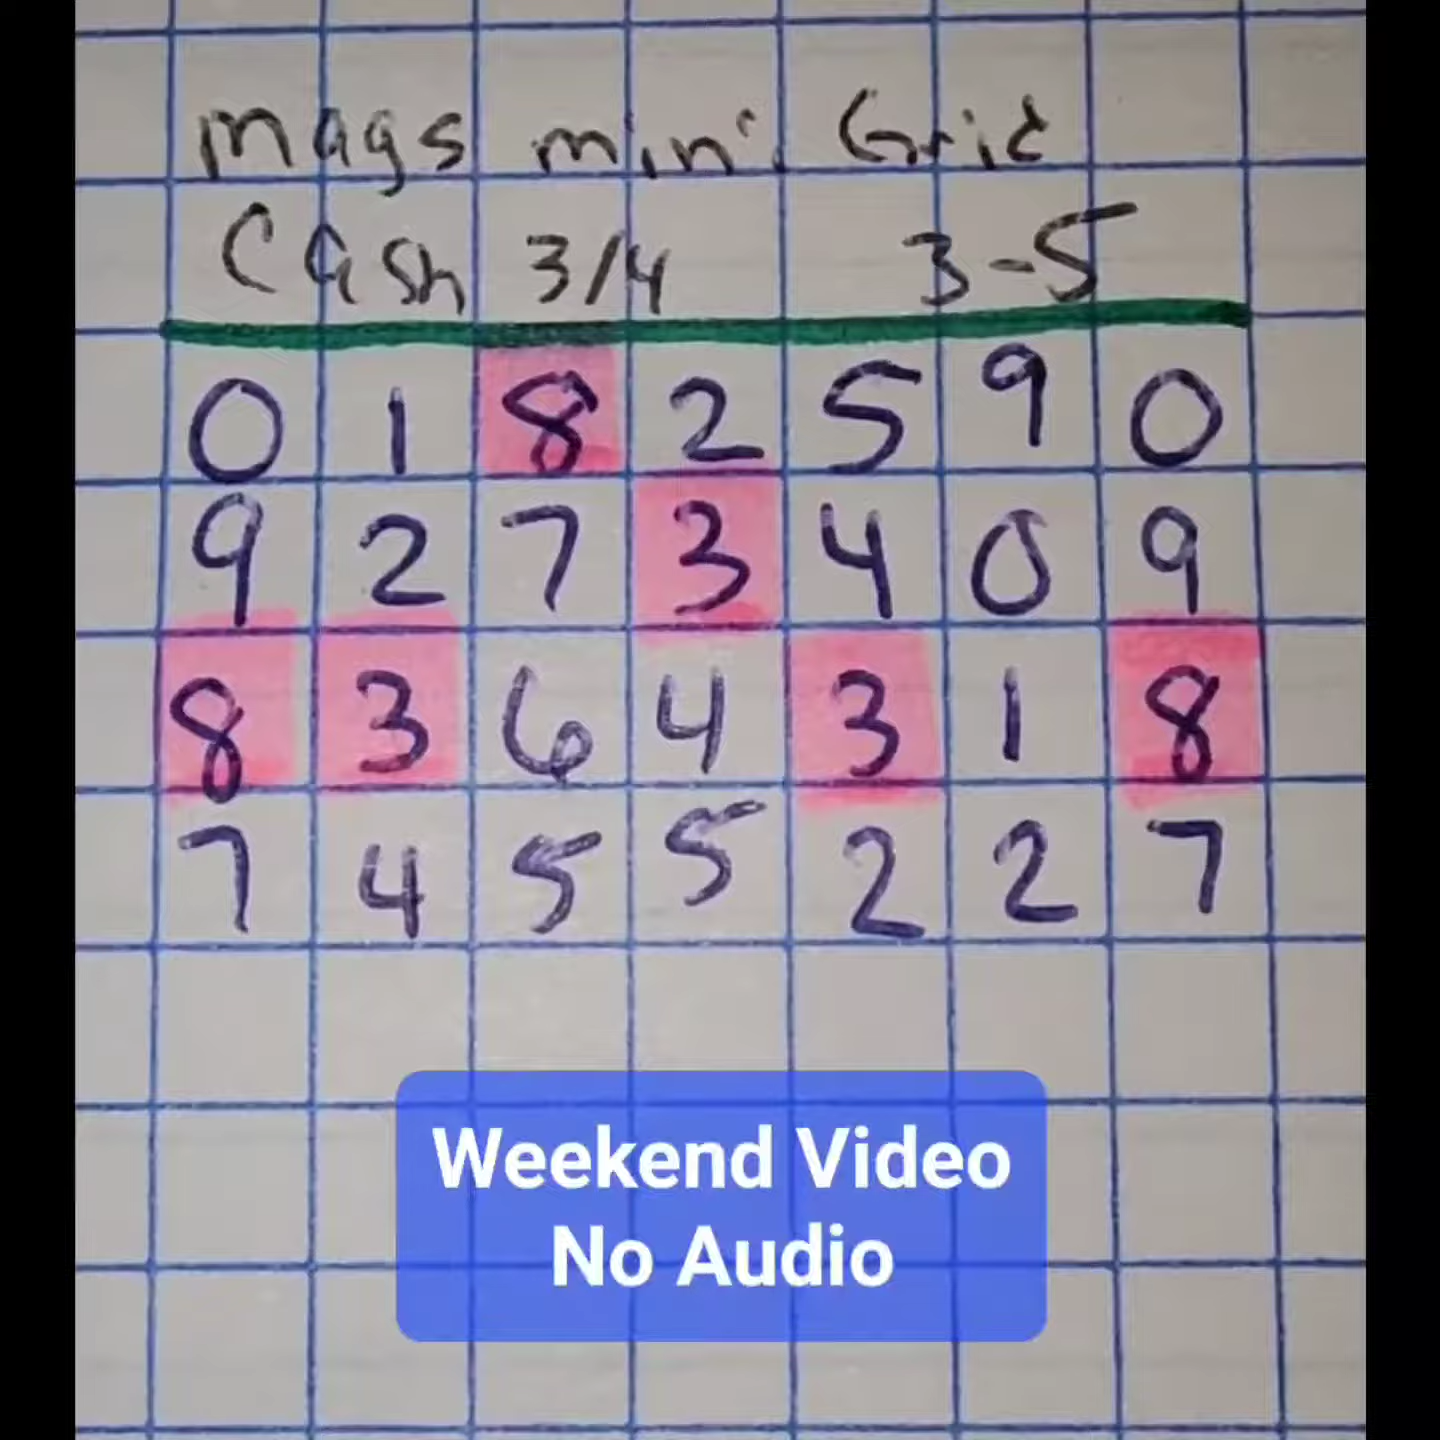 mags mini Grid
Cash 3/4 3-5
0 1 8 2 5 9 0
9 2 7 3 4 0 9
8 3 6 4 3 1 8
7 4 5 5 2 2 7
Weekend Video
No Audio